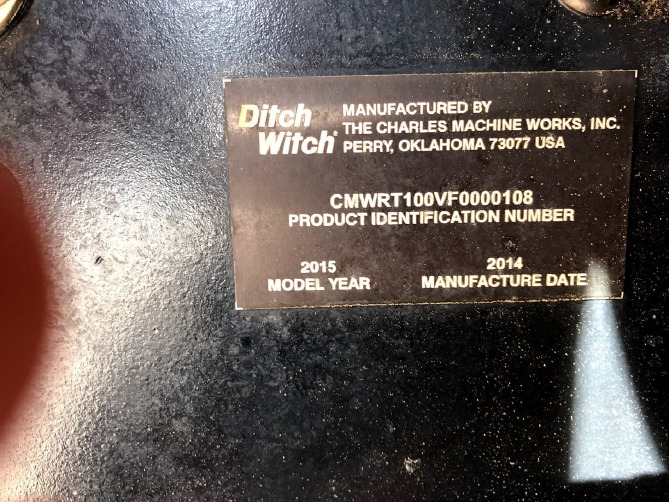 Ditch Witch®
MANUFACTURED BY
THE CHARLES MACHINE WORKS, INC.
PERRY, OKLAHOMA 73077 USA
CMWRT100VF0000108
PRODUCT IDENTIFICATION NUMBER
2015
MODEL YEAR
2014
MANUFACTURE DATE